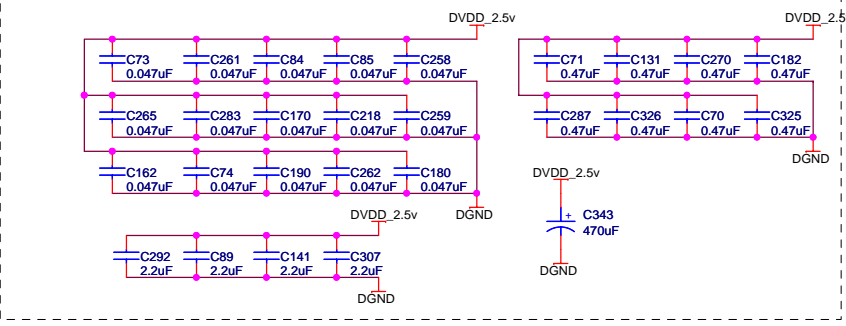 DVDD_2.5v
C73 C261 C84 C85 C258
0.047uF 0.047uF 0.047uF 0.047uF 0.047uF
C265 C283 C170 C218 C259
0.047uF 0.047uF 0.047uF 0.047uF 0.047uF
C162 C74 C190 C262 C180
0.047uF 0.047uF 0.047uF 0.047uF 0.047uF
DGND
DVDD_2.5
C71 C131 C270 C182
0.47uF 0.47uF 0.47uF 0.47uF
C287 C326 C70 C325
0.47uF 0.47uF 0.47uF 0.47uF
DGND
DVDD_2.5v
C292 C89 C141 C307
2.2uF 2.2uF 2.2uF 2.2uF
DGND
DVDD_2.5v
+ C343
470uF
DGND